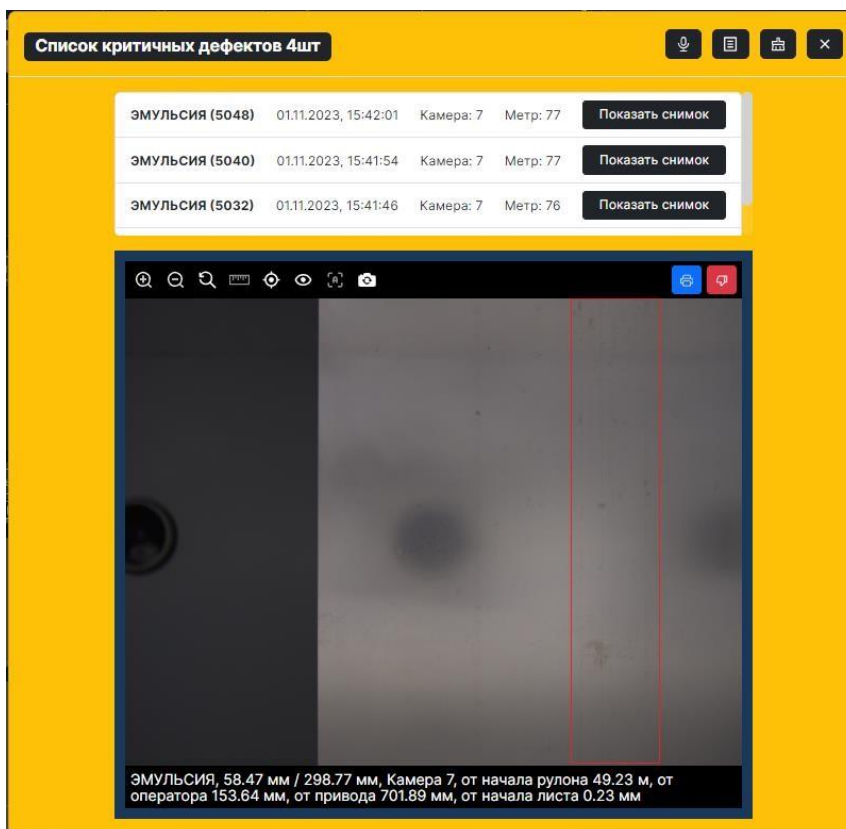 Список критичных дефектов 4шт
ЭМУЛЬСИЯ (5048) 01.11.2023, 15:42:01 Камера: 7 Метр: 77 Показать снимок
ЭМУЛЬСИЯ (5040) 01.11.2023, 15:41:54 Камера: 7 Метр: 77 Показать снимок
ЭМУЛЬСИЯ (5032) 01.11.2023, 15:41:46 Камера: 7 Метр: 76 Показать снимок
ЭМУЛЬСИЯ, 58.47 мм / 298.77 мм, Камера 7, от начала рулона 49.23 м, от
оператора 153.64 мм, от привода 701.89 мм, от начала листа 0.23 мм